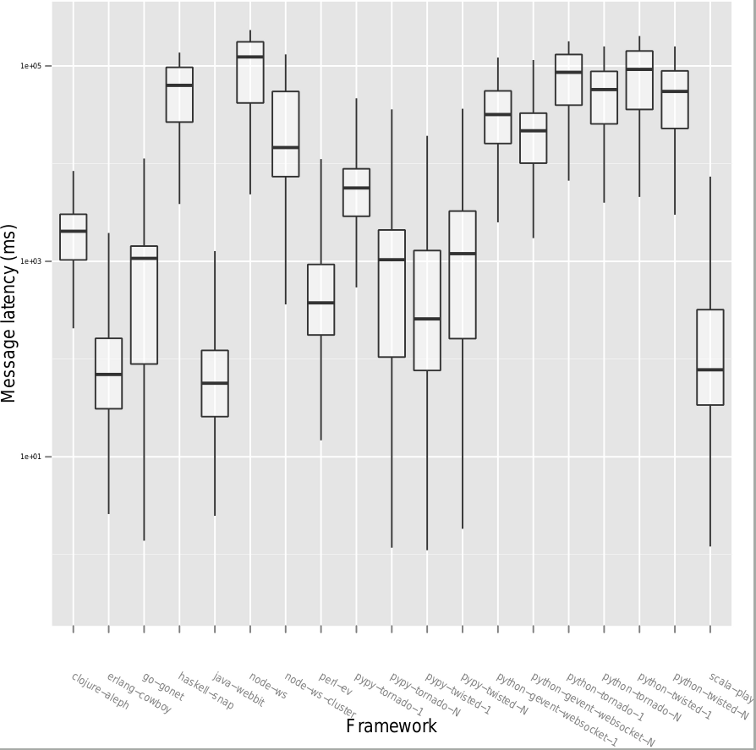 1e+05
1e+03
1e+01
Message latency (ms)
clojure-aleph
erlang-cowboy
go-gonet
haskell-snap
java-webbit
node-ws
node-ws-cluster
perl-ev
pypy-tornado-1
pypy-tornado-N
pypy-twisted-1
pypy-twisted-N
python-gevent-websocket-1
python-gevent-websocket-N
python-tornado-1
python-tornado-N
python-twisted-1
python-twisted-N
scala-play
Framework